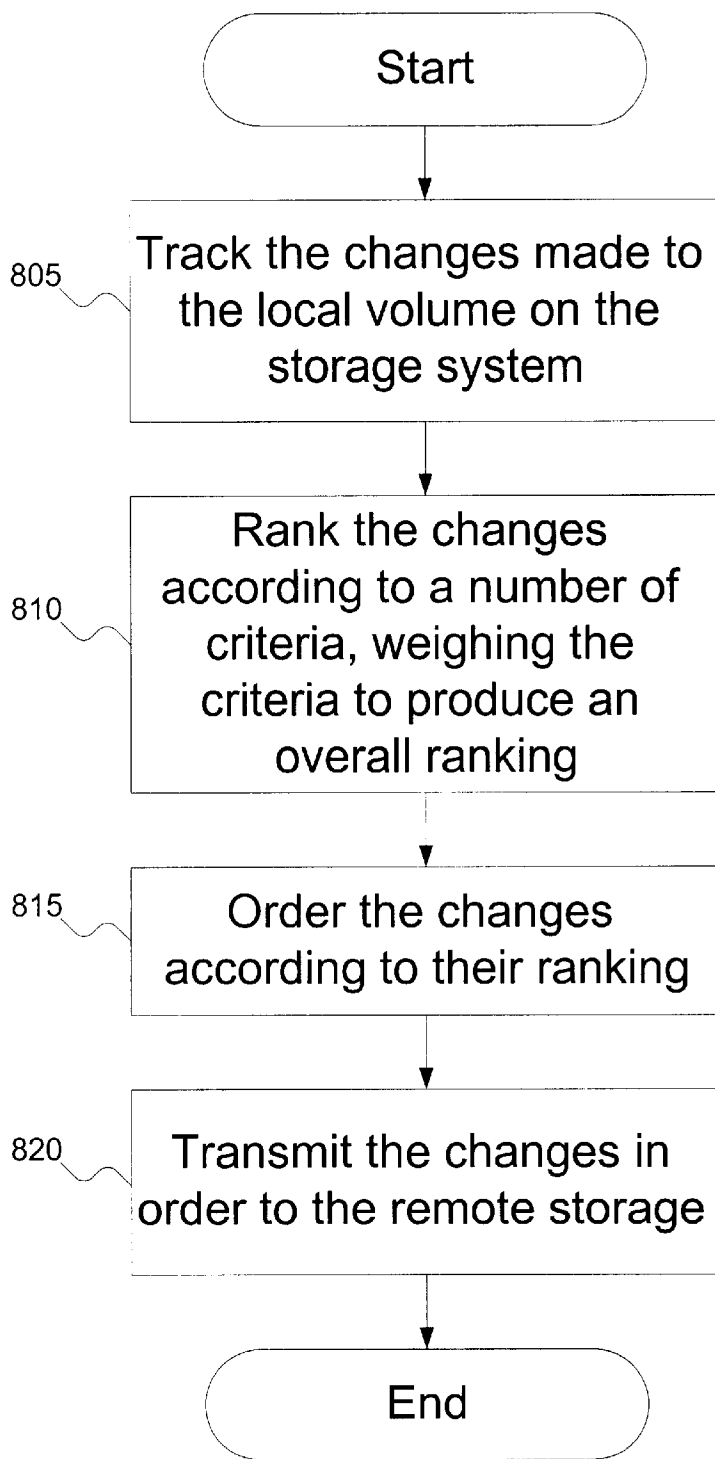 Start
805
Track the changes made to
the local volume on the
storage system
810
Rank the changes
according to a number of
criteria, weighing the
criteria to produce an
overall ranking
815
Order the changes
according to their ranking
820
Transmit the changes in
order to the remote storage
End